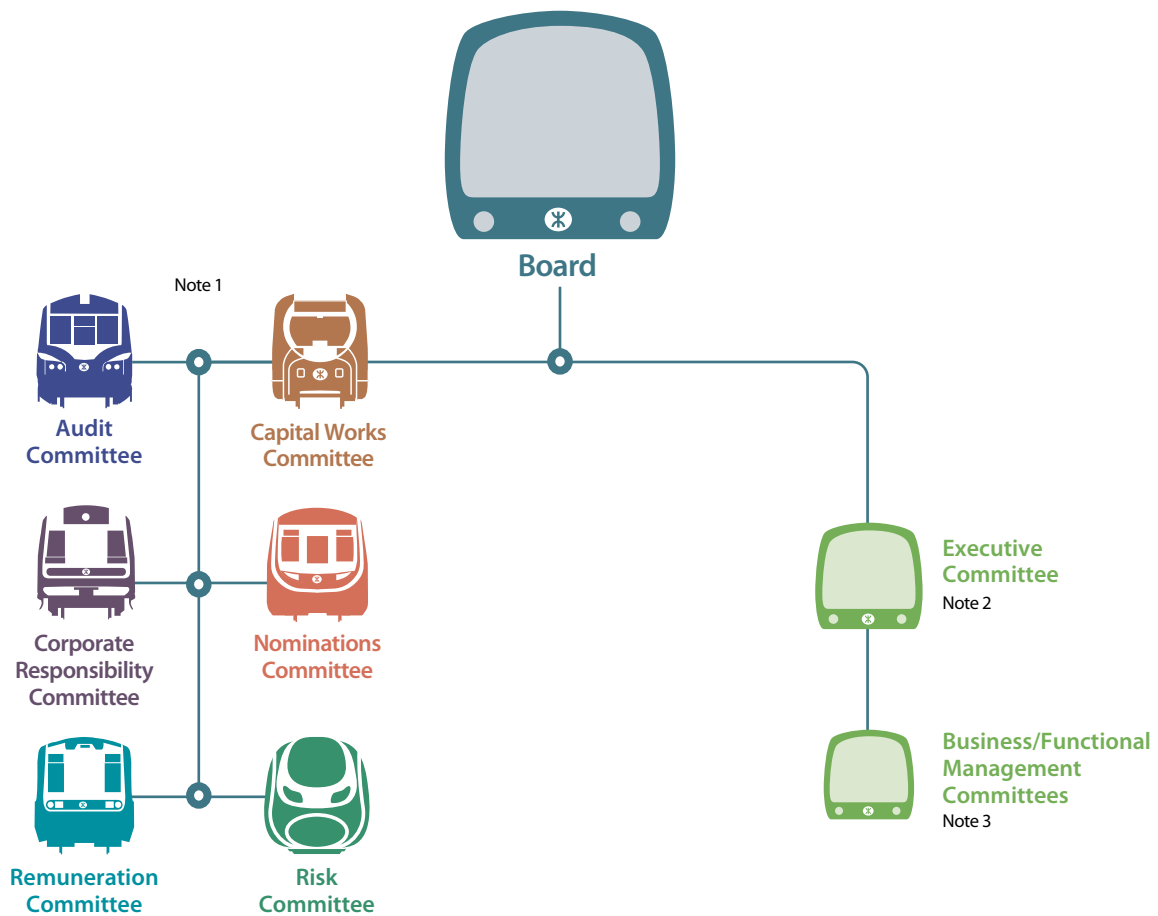 Board
Note 1
Audit
Committee
Capital Works
Committee
Corporate
Responsibility
Committee
Nominations
Committee
Remuneration
Committee
Risk
Committee
Executive
Committee
Note 2
Business/Functional
Management
Committees
Note 3